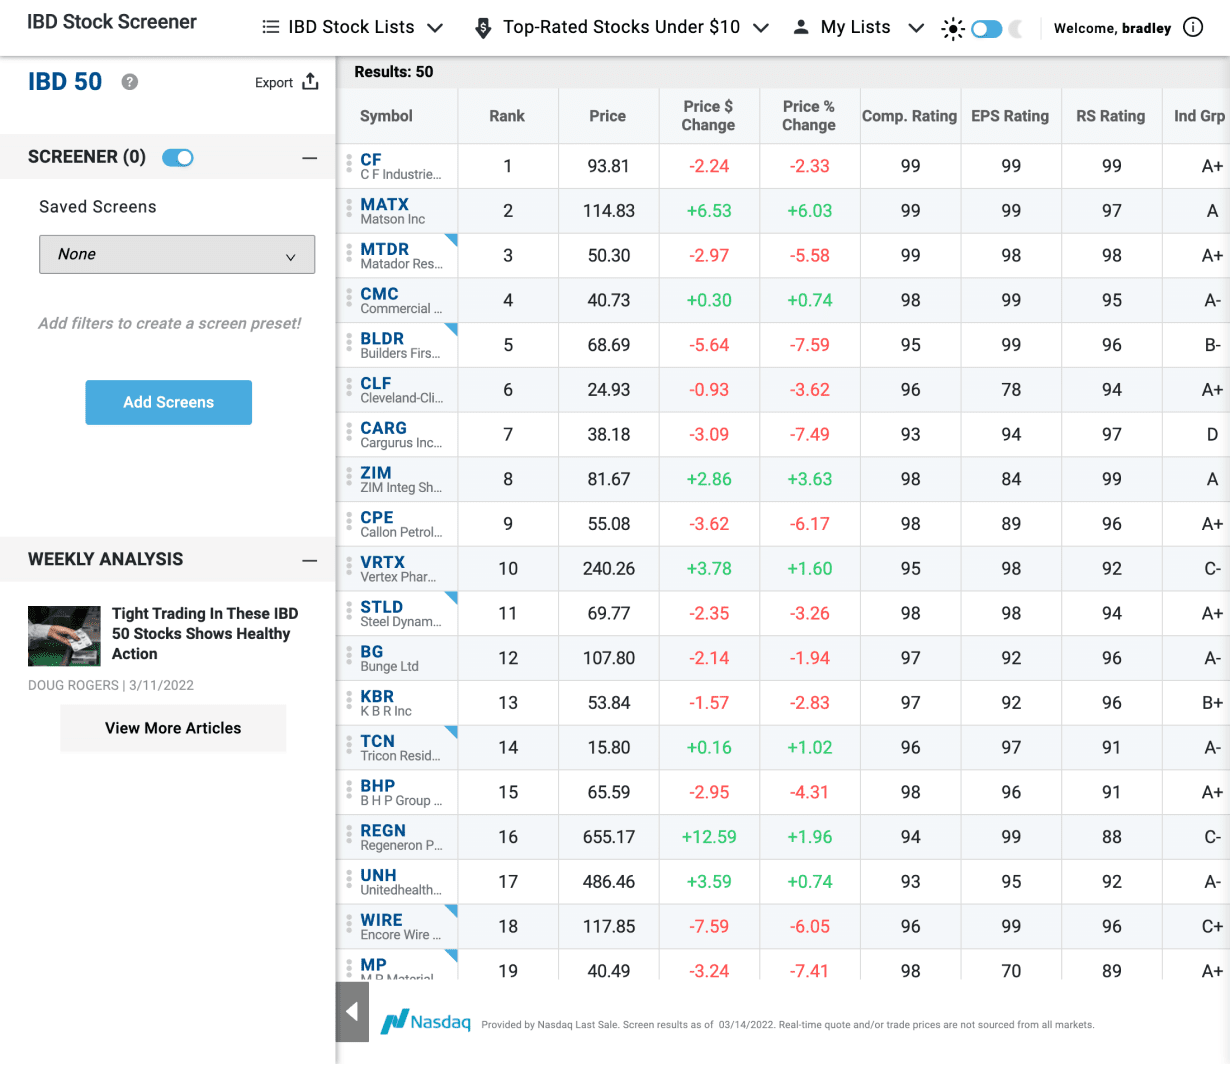 IBD Stock Screener
IBD Stock Lists
Top-Rated Stocks Under $10
My Lists
Welcome, bradley
IBD 50
?
Export
SCREENER (0)
Saved Screens
None
Add filters to create a screen preset!
Add Screens
WEEKLY ANALYSIS
Tight Trading In These IBD
50 Stocks Shows Healthy
Action
DOUG ROGERS | 3/11/2022
View More Articles
Results: 50
Symbol Rank Price Price $ Change Price % Change Comp. Rating EPS Rating RS Rating Ind Grp
CF 1 93.81 -2.24 -2.33 99 99 99 A+
C F Industrie...
MATX 2 114.83 +6.53 +6.03 99 99 97 A
Matson Inc
MTDR 3 50.30 -2.97 -5.58 99 98 98 A+
Matador Res...
CMC 4 40.73 +0.30 +0.74 98 99 95 A-
Commercial ...
BLDR 5 68.69 -5.64 -7.59 95 99 96 B-
Builders Firs...
CLF 6 24.93 -0.93 -3.62 96 78 94 A+
Cleveland-Cli...
CARG 7 38.18 -3.09 -7.49 93 94 97 D
Cargurus Inc...
ZIM 8 81.67 +2.86 +3.63 98 84 99 A
ZIM Integ Sh...
CPE 9 55.08 -3.62 -6.17 98 89 96 A+
Callon Petrol...
VRTX 10 240.26 +3.78 +1.60 95 98 92 C-
Vertex Phar...
STLD 11 69.77 -2.35 -3.26 98 98 94 A+
Steel Dynam...
BG 12 107.80 -2.14 -1.94 97 92 96 A-
Bunge Ltd
KBR 13 53.84 -1.57 -2.83 97 92 96 B+
K B R Inc
TCN 14 15.80 +0.16 +1.02 96 97 91 A-
Tricon Resid...
BHP 15 65.59 -2.95 -4.31 98 96 91 A+
B H P Group ...
REGN 16 655.17 +12.59 +1.96 94 99 88 C-
Regeneron P...
UNH 17 486.46 +3.59 +0.74 93 95 92 A-
Unitedhealth...
WIRE 18 117.85 -7.59 -6.05 96 99 96 C+
Encore Wire ...
MP 19 40.49 -3.24 -7.41 98 70 89 A+
M P Material
Nasdaq Provided by Nasdaq Last Sale. Screen results as of 03/14/2022. Real-time quote and/or trade prices are not sourced from all markets.